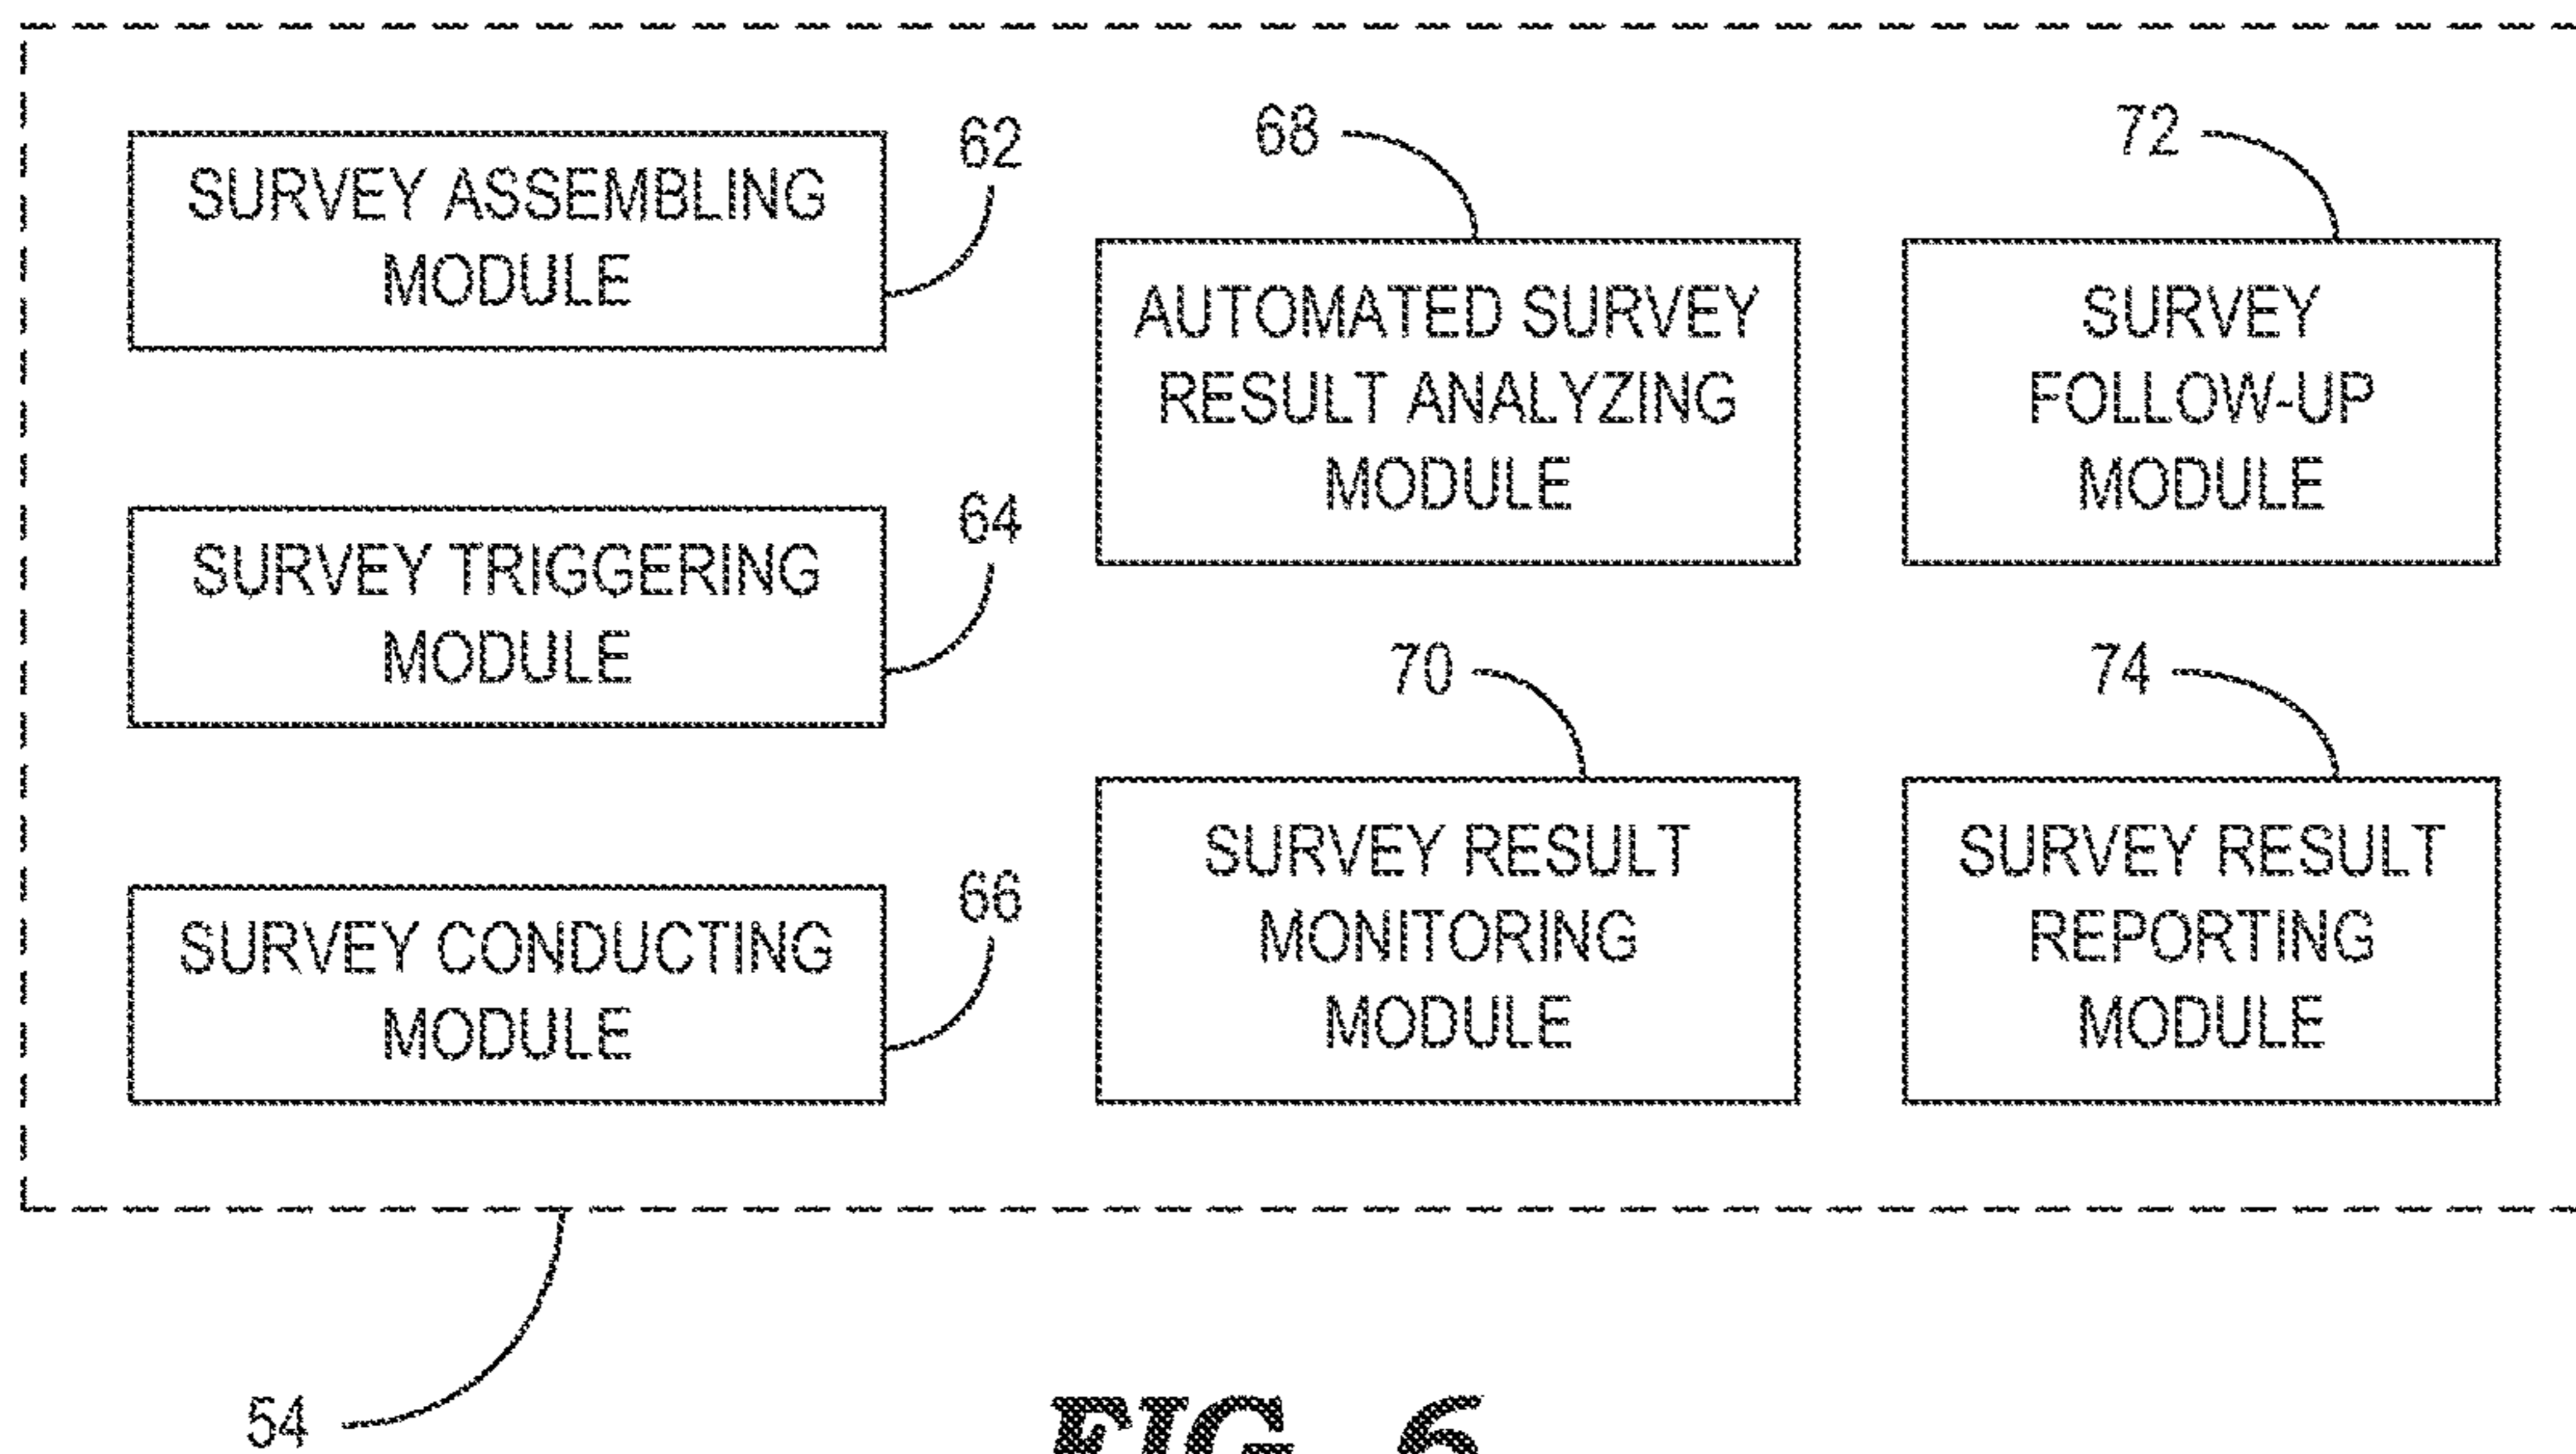 62
SURVEY ASSEMBLING
MODULE
64
SURVEY TRIGGERING
MODULE
66
SURVEY CONDUCTING
MODULE
68
AUTOMATED SURVEY
RESULT ANALYZING
MODULE
70
SURVEY RESULT
MONITORING
MODULE
72
SURVEY
FOLLOW-UP
MODULE
74
SURVEY RESULT
REPORTING
MODULE
54
FIG. 6